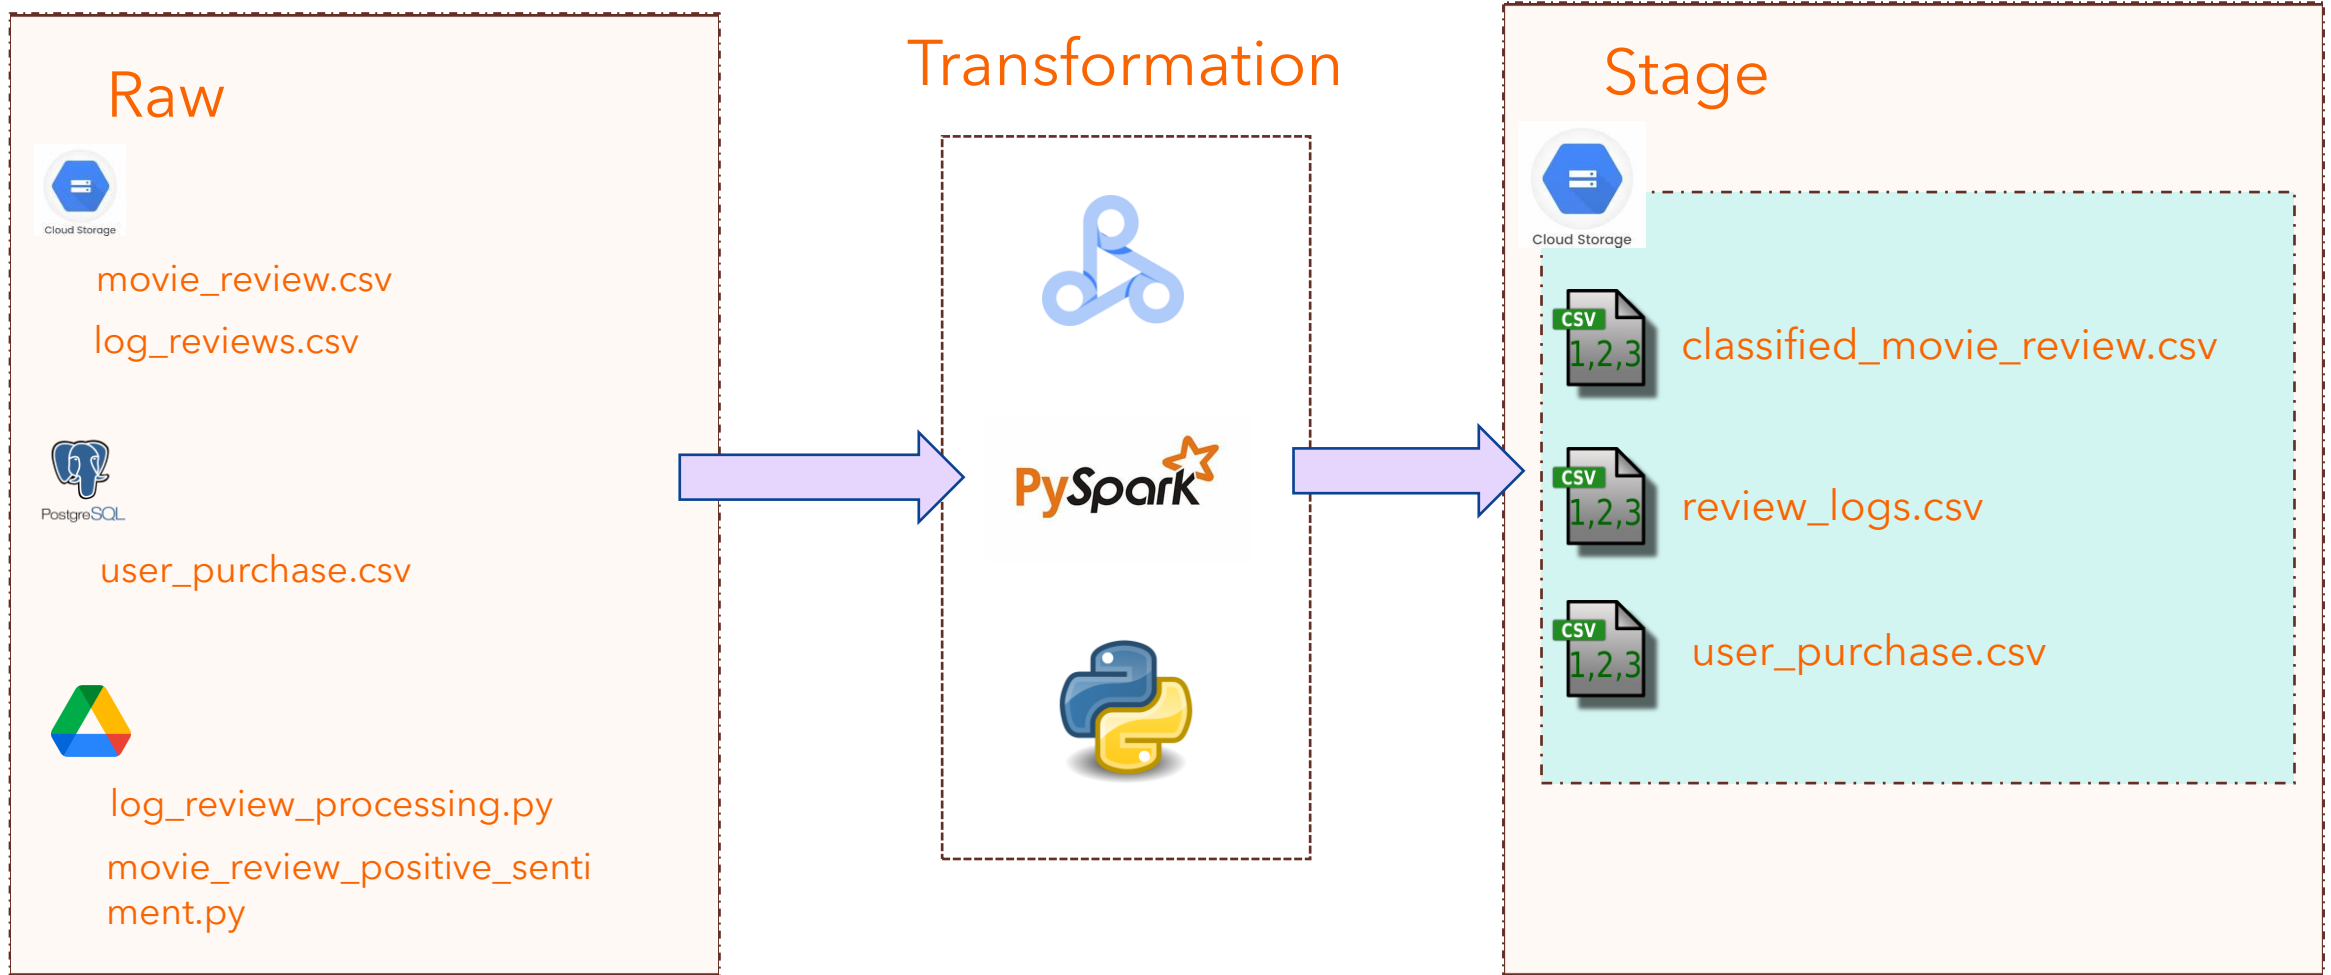 Raw
Cloud Storage
movie_review.csv
log_reviews.csv
PostgreSQL
user_purchase.csv
log_review_processing.py
movie_review_positive_senti
ment.py
Transformation
PySpark
Stage
Cloud Storage
CSV
1,2,3
classified_movie_review.csv
CSV
1,2,3
review_logs.csv
CSV
1,2,3
user_purchase.csv